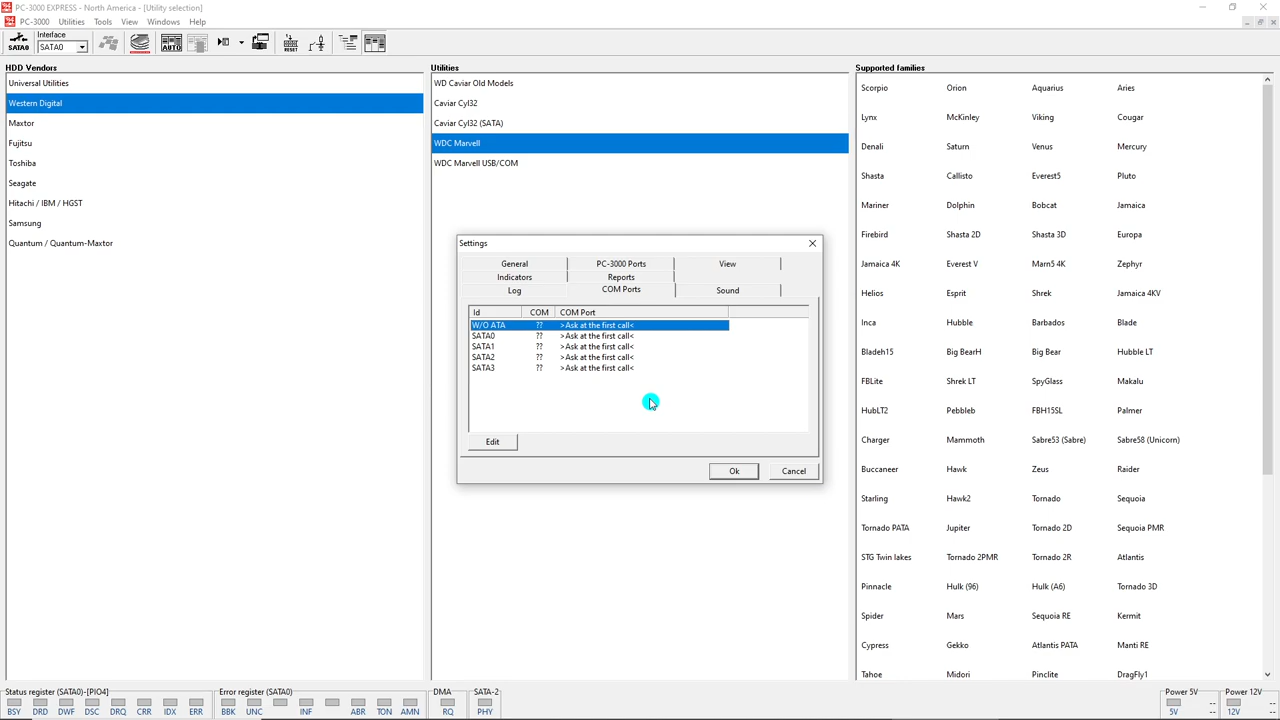 PC-3000 EXPRESS - North America - [Utility selection]
PC-3000 Utilities Tools View Windows Help
SATA0
Interface
SATA0
AUTO
RESET
HDD Vendors
Universal Utilities
Western Digital
Maxtor
Fujitsu
Toshiba
Seagate
Hitachi / IBM / HGST
Samsung
Quantum / Quantum-Maxtor
Utilities
WD Caviar Old Models
Caviar Cyl32
Caviar Cyl32 (SATA)
WDC Marvell
WDC Marvell USB/COM
Supported families
Scorpio Orion Aquarius Aries
Lynx McKinley Viking Cougar
Denali Saturn Venus Mercury
Shasta Callisto Everest5 Pluto
Mariner Dolphin Bobcat Jamaica
Firebird Shasta 2D Shasta 3D Europa
Jamaica 4K Everest V Marn5 4K Zephyr
Helios Esprit Shrek Jamaica 4KV
Inca Hubble Barbados Blade
Bladeh15 Big BearH Big Bear Hubble LT
FBLite Shrek LT SpyGlass Makalu
HubLT2 Pebbleb FBH15SL Palmer
Charger Mammoth Sabre53 (Sabre) Sabre58 (Unicorn)
Buccaneer Hawk Zeus Raider
Starling Hawk2 Tornado Sequoia
Tornado PATA Jupiter Tornado 2D Sequoia PMR
STG Twin lakes Tornado 2PMR Tornado 2R Atlantis
Pinnacle Hulk (96) Hulk (A6) Tornado 3D
Spider Mars Sequoia RE Kermit
Cypress Gekko Atlantis PATA Manti RE
Tahoe Midori Pinclite DragFly1
Settings
General PC-3000 Ports View
Indicators Reports
Log COM Ports Sound
Id COM COM Port
W/O ATA ?? >Ask at the first call<
SATA0 ?? >Ask at the first call<
SATA1 ?? >Ask at the first call<
SATA2 ?? >Ask at the first call<
SATA3 ?? >Ask at the first call<
Edit
Ok Cancel
Status register (SATA0)-[PIO4] Error register (SATA0) DMA SATA-2 Power 5V Power 12V
BSY DRD DWF DSC DRQ CRR IDX ERR BBK UNC INF ABR TON AMN RQ PHY 5V -- 12V --